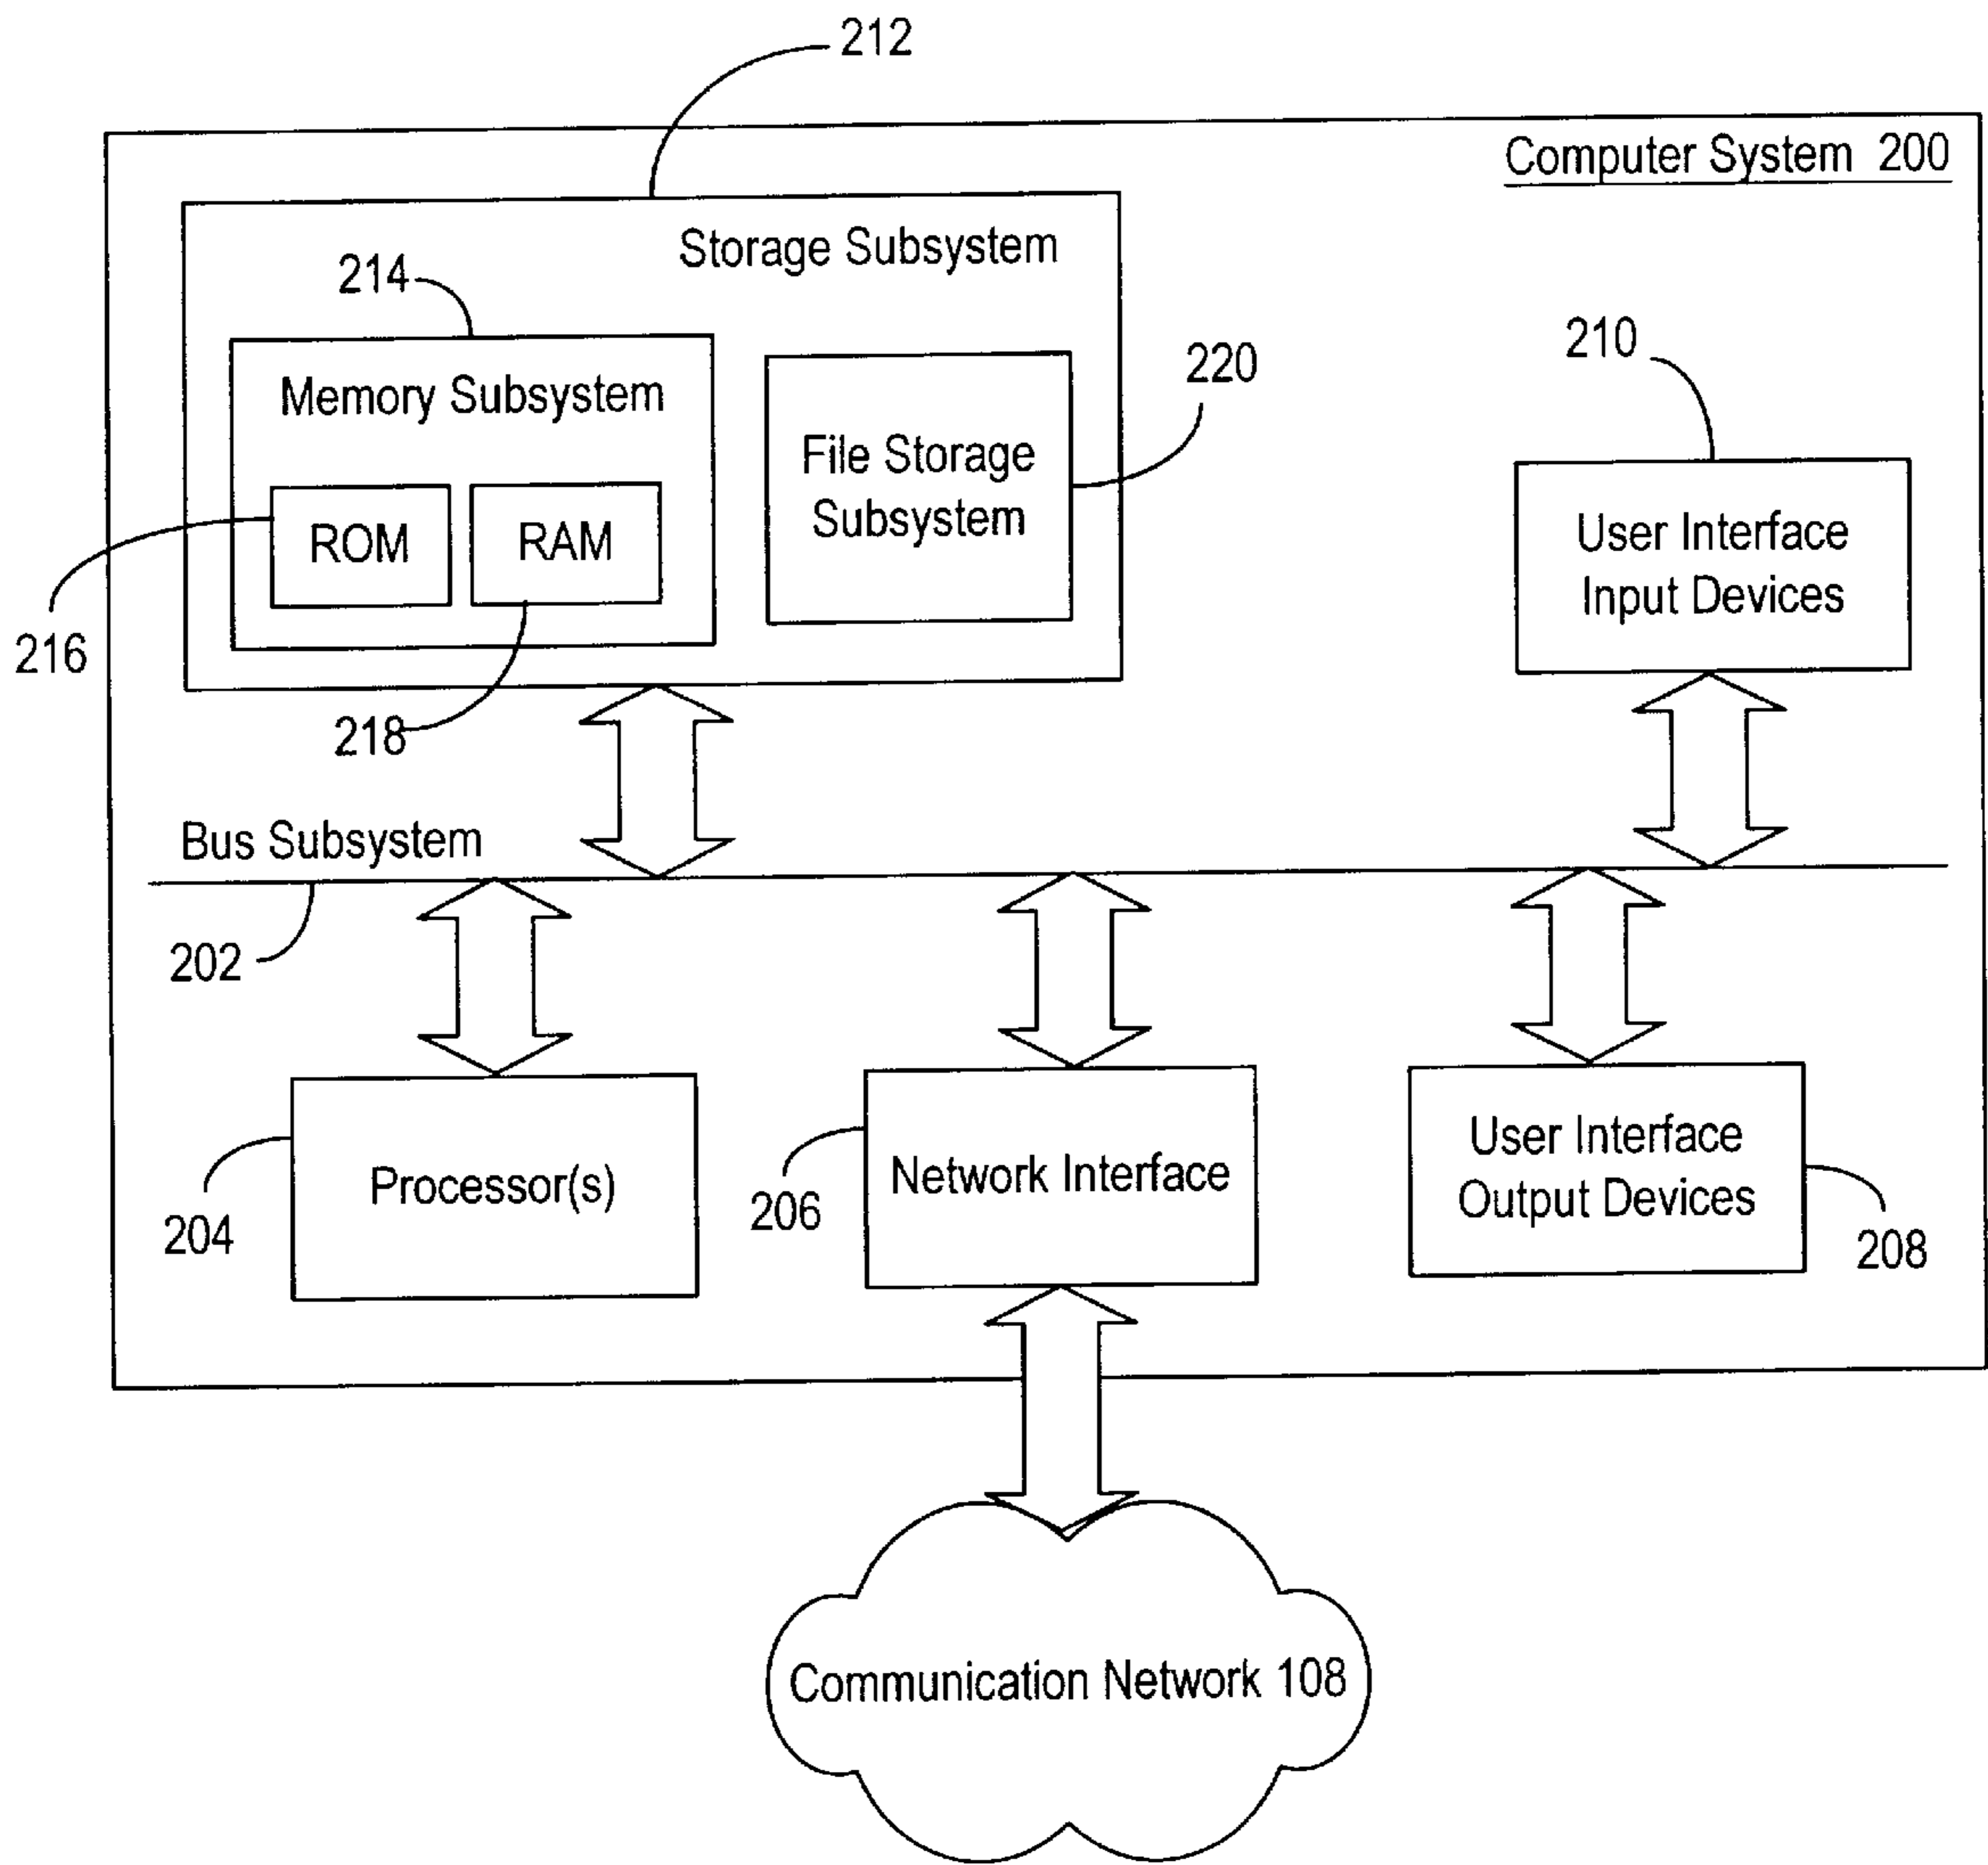 212
Computer System 200
Storage Subsystem
214
Memory Subsystem
220
210
File Storage
Subsystem
User Interface
Input Devices
ROM
RAM
216
218
Bus Subsystem
202
Processor(s)
204
Network Interface
206
User Interface
Output Devices
208
Communication Network 108